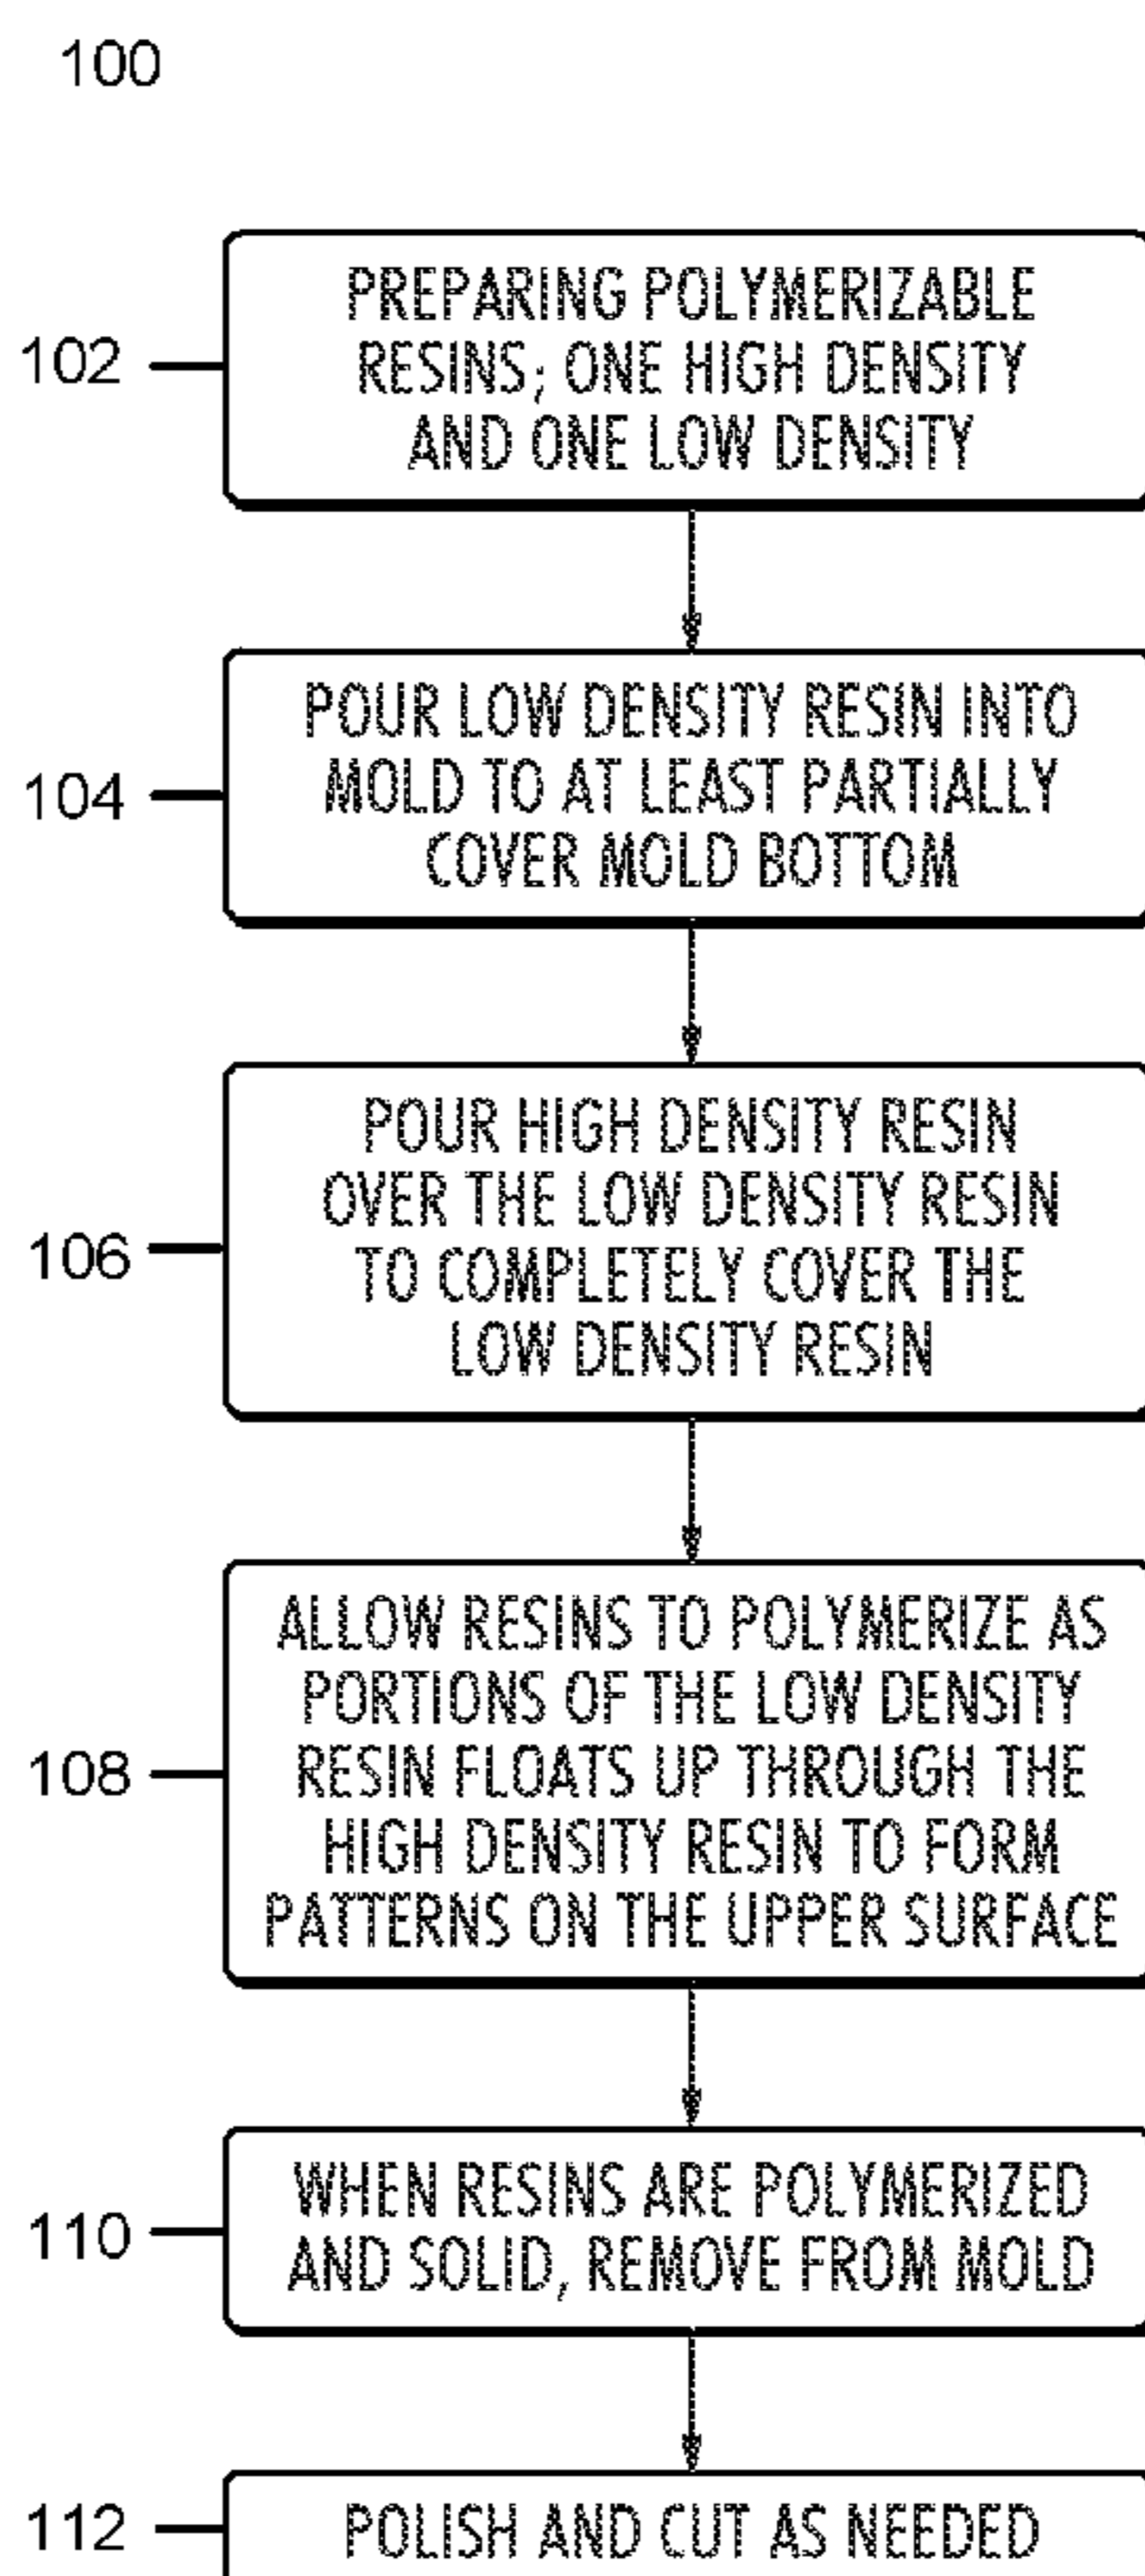 100
102
PREPARING POLYMERIZABLE
RESINS; ONE HIGH DENSITY
AND ONE LOW DENSITY
104
POUR LOW DENSITY RESIN INTO
MOLD TO AT LEAST PARTIALLY
COVER MOLD BOTTOM
106
POUR HIGH DENSITY RESIN
OVER THE LOW DENSITY RESIN
TO COMPLETELY COVER THE
LOW DENSITY RESIN
108
ALLOW RESINS TO POLYMERIZE AS
PORTIONS OF THE LOW DENSITY
RESIN FLOATS UP THROUGH THE
HIGH DENSITY RESIN TO FORM
PATTERNS ON THE UPPER SURFACE
110
WHEN RESINS ARE POLYMERIZED
AND SOLID, REMOVE FROM MOLD
112
POLISH AND CUT AS NEEDED